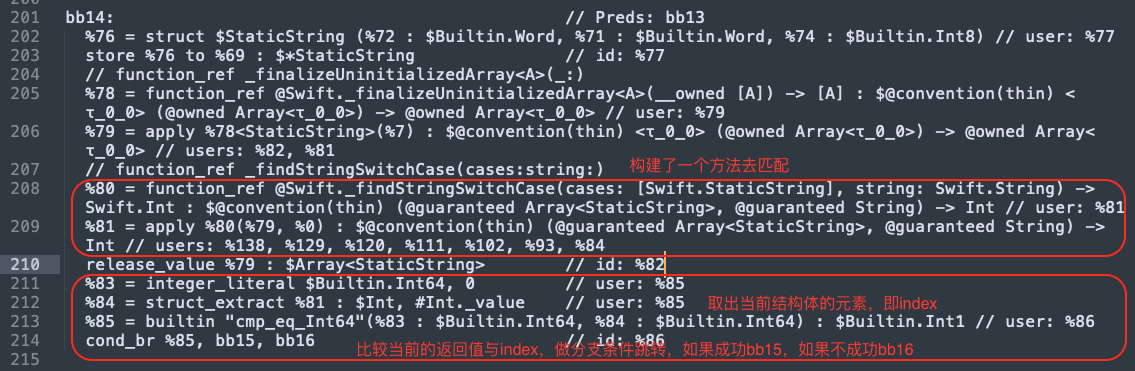 200
201 bb14: // Preds: bb13
202 %76 = struct $StaticString (%72 : $Builtin.Word, %71 : $Builtin.Word, %74 : $Builtin.Int8) // user: %77
203 store %76 to %69 : $*StaticString // id: %77
204 // function_ref _finalizeUninitializedArray<A>(_:)
205 %78 = function_ref @Swift._finalizeUninitializedArray<A>(__owned [A]) -> [A] : $@convention(thin) <
τ_0_0> (@owned Array<τ_0_0>) -> @owned Array<τ_0_0> // user: %79
206 %79 = apply %78<StaticString>(%7) : $@convention(thin) <τ_0_0> (@owned Array<τ_0_0>) -> @owned Array<
τ_0_0> // users: %82, %81
207 // function_ref _findStringSwitchCase(cases:string:)
构建了一个方法去匹配
208 %80 = function_ref @Swift._findStringSwitchCase(cases: [Swift.StaticString], string: Swift.String) ->
Swift.Int : $@convention(thin) (@guaranteed Array<StaticString>, @guaranteed String) -> Int // user: %81
209 %81 = apply %80(%79, %0) : $@convention(thin) (@guaranteed Array<StaticString>, @guaranteed String) ->
Int // users: %138, %129, %120, %111, %102, %93, %84
210 release_value %79 : $Array<StaticString> // id: %82
211 %83 = integer_literal $Builtin.Int64, 0 // user: %85
212 %84 = struct_extract %81 : $Int, #Int._value // user: %85
取出当前结构体的元素，即index
213 %85 = builtin "cmp_eq_Int64"(%83 : $Builtin.Int64, %84 : $Builtin.Int64) : $Builtin.Int1 // user: %86
214 cond_br %85, bb15, bb16 // id: %86
比较当前的返回值与index，做分支条件跳转，如果成功bb15，如果不成功bb16
215